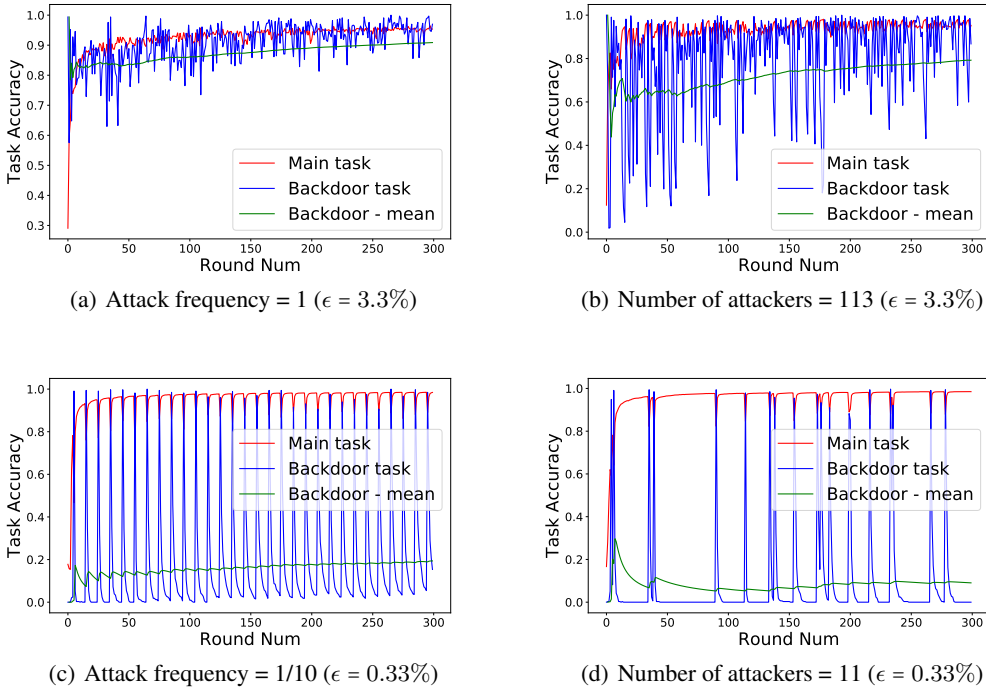 1.0
0.9
0.8
0.7
0.6
0.5
0.4
0.3
Task Accuracy
Main task
Backdoor task
Backdoor - mean
0 50 100 150 200 250 300
Round Num
(a) Attack frequency = 1 (ϵ = 3.3%)
1.0
0.8
0.6
0.4
0.2
0.0
Task Accuracy
Main task
Backdoor task
Backdoor - mean
0 50 100 150 200 250 300
Round Num
(b) Number of attackers = 113 (ϵ = 3.3%)
1.0
0.8
0.6
0.4
0.2
0.0
Task Accuracy
Main task
Backdoor task
Backdoor - mean
0 50 100 150 200 250 300
Round Num
(c) Attack frequency = 1/10 (ϵ = 0.33%)
1.0
0.8
0.6
0.4
0.2
0.0
Task Accuracy
Main task
Backdoor task
Backdoor - mean
0 50 100 150 200 250 300
Round Num
(d) Number of attackers = 11 (ϵ = 0.33%)